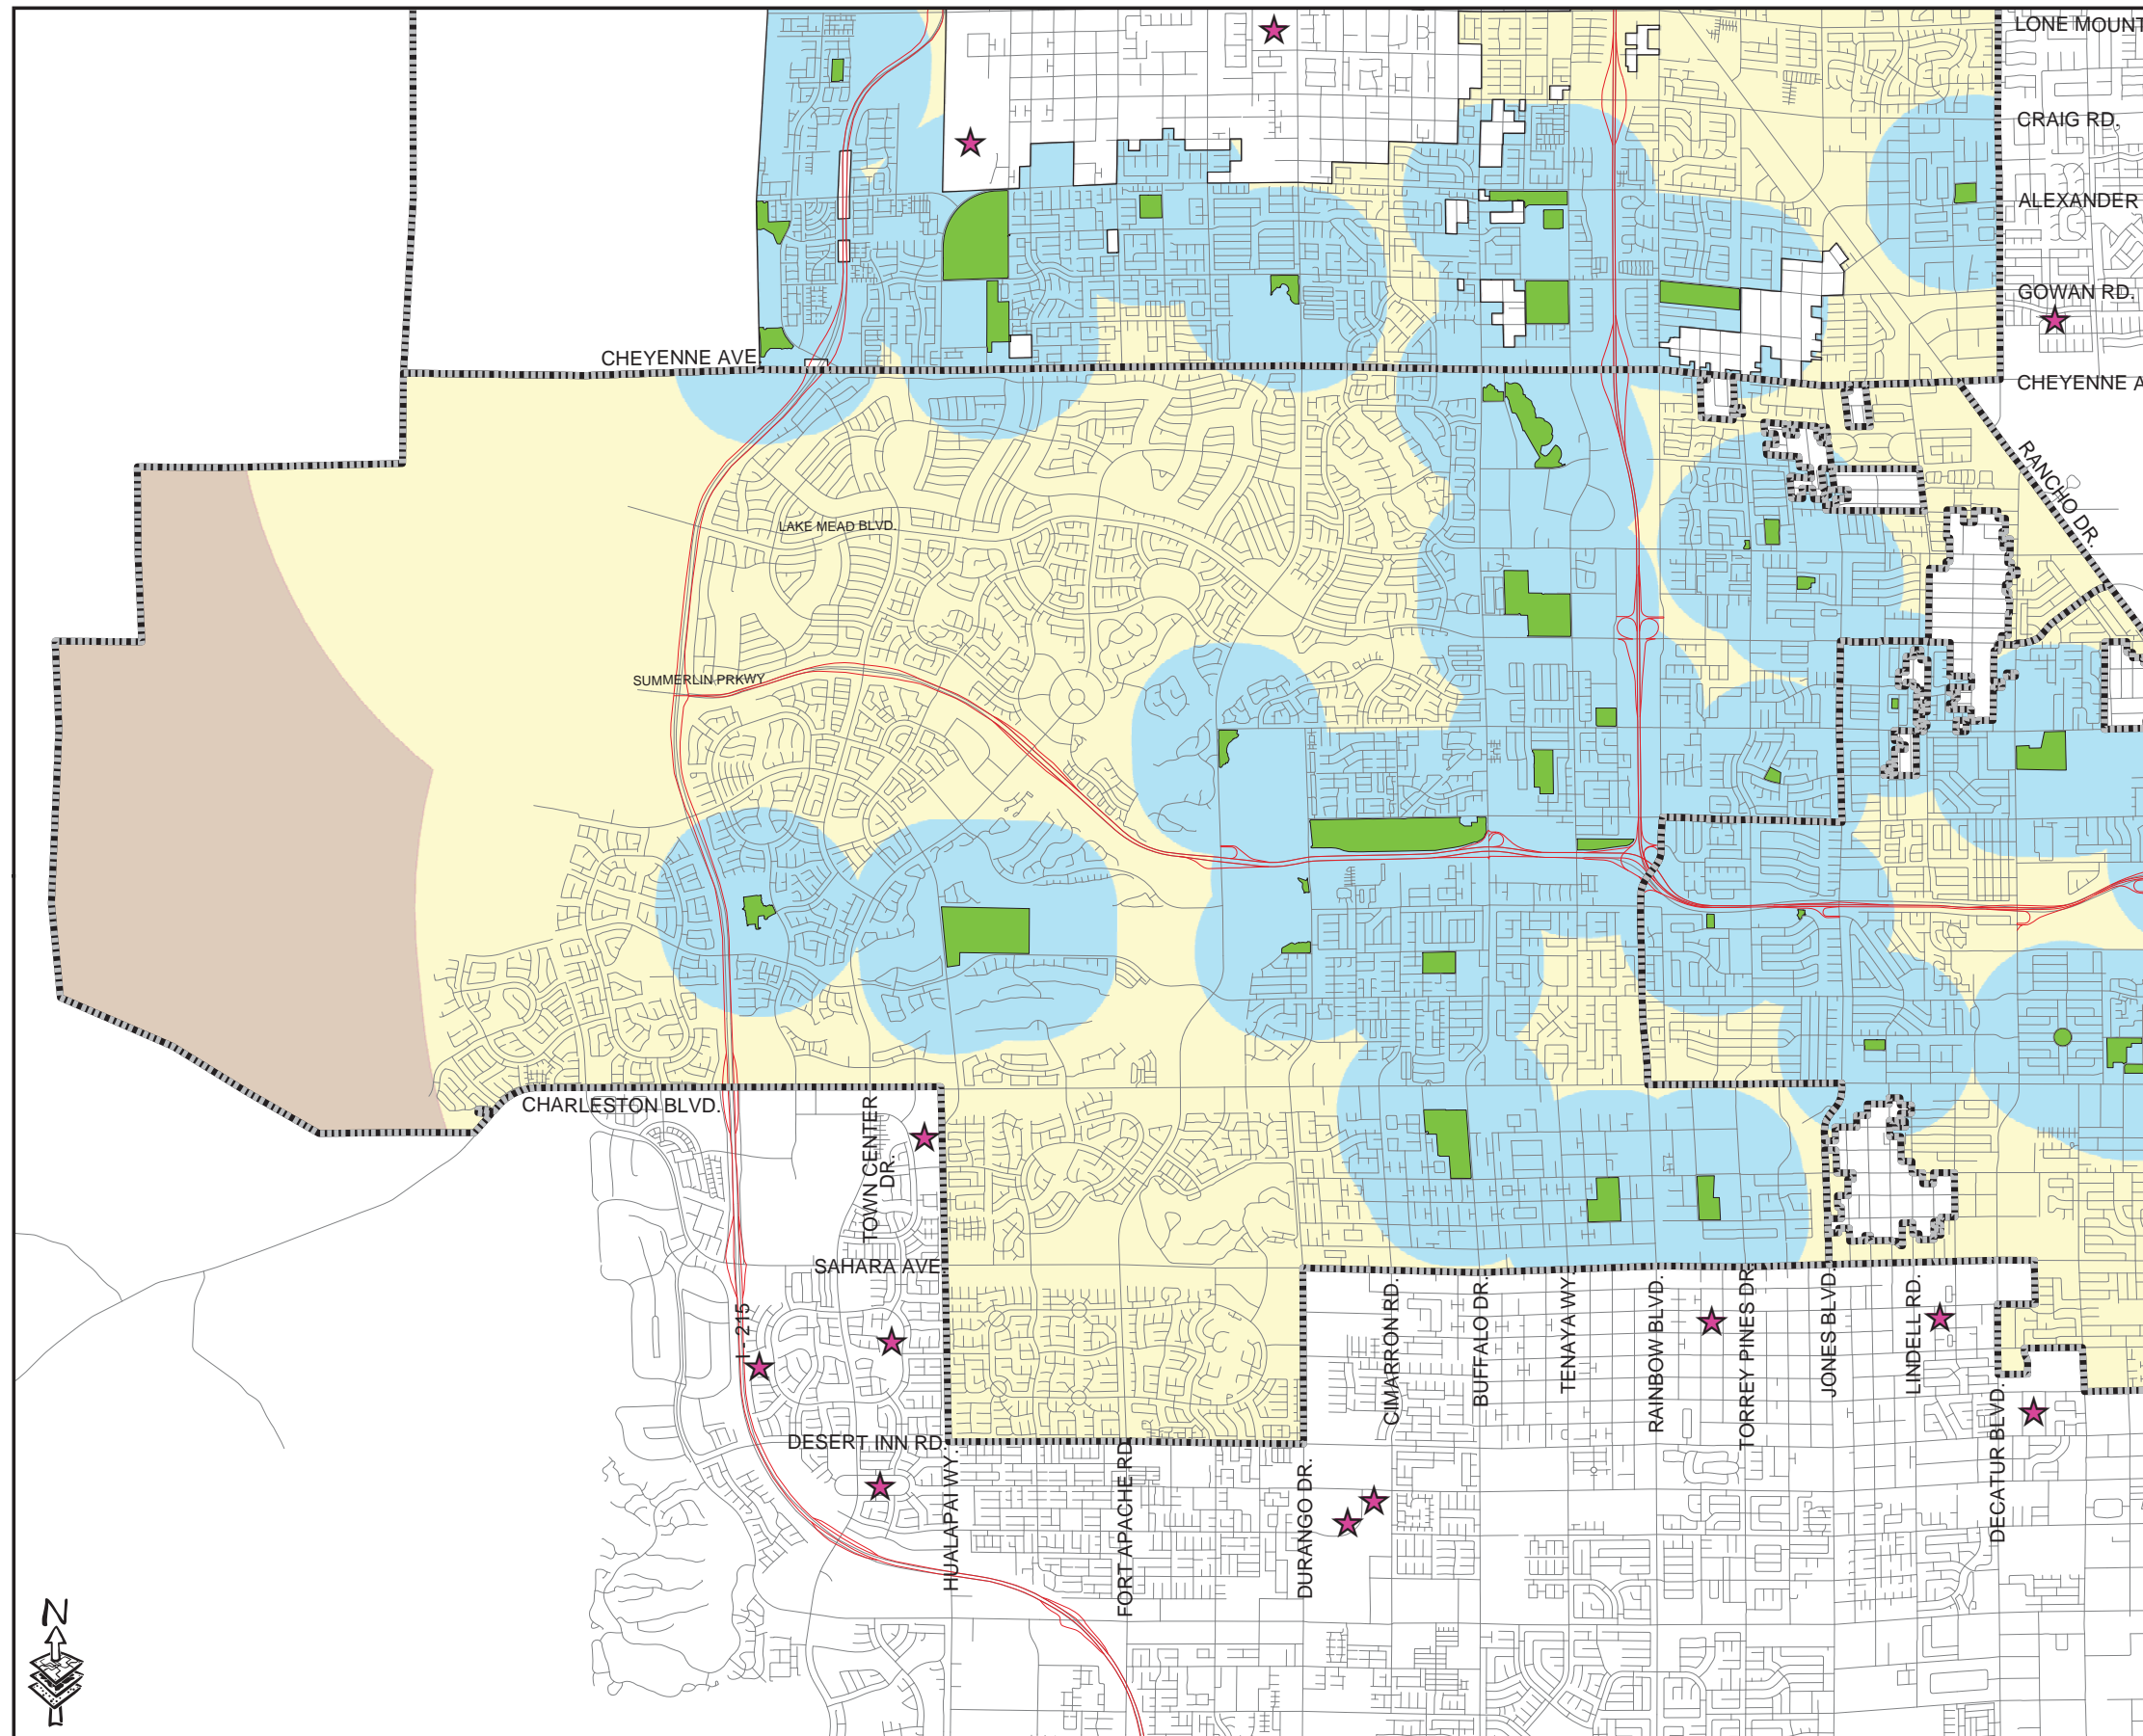 LONE MOUNT
CRAIG RD.
ALEXANDER
GOWAN RD.
CHEYENNE AVE.
CHEYENNE A
RANCHO DR.
LAKE MEAD BLVD.
SUMMERLIN PRKWY
CHARLESTON BLVD.
TOWN CENTER
DR.
SAHARA AVE.
I - 215
DESERT INN RD.
HUALAPAI WY.
FORT APACHE RD.
DURANGO DR.
CIMARRON RD.
BUFFALO DR.
TENAYA WY.
RAINBOW BLVD.
TORREY PINES DR.
JONES BLVD.
LINDELL RD.
DECATUR BLVD.
N